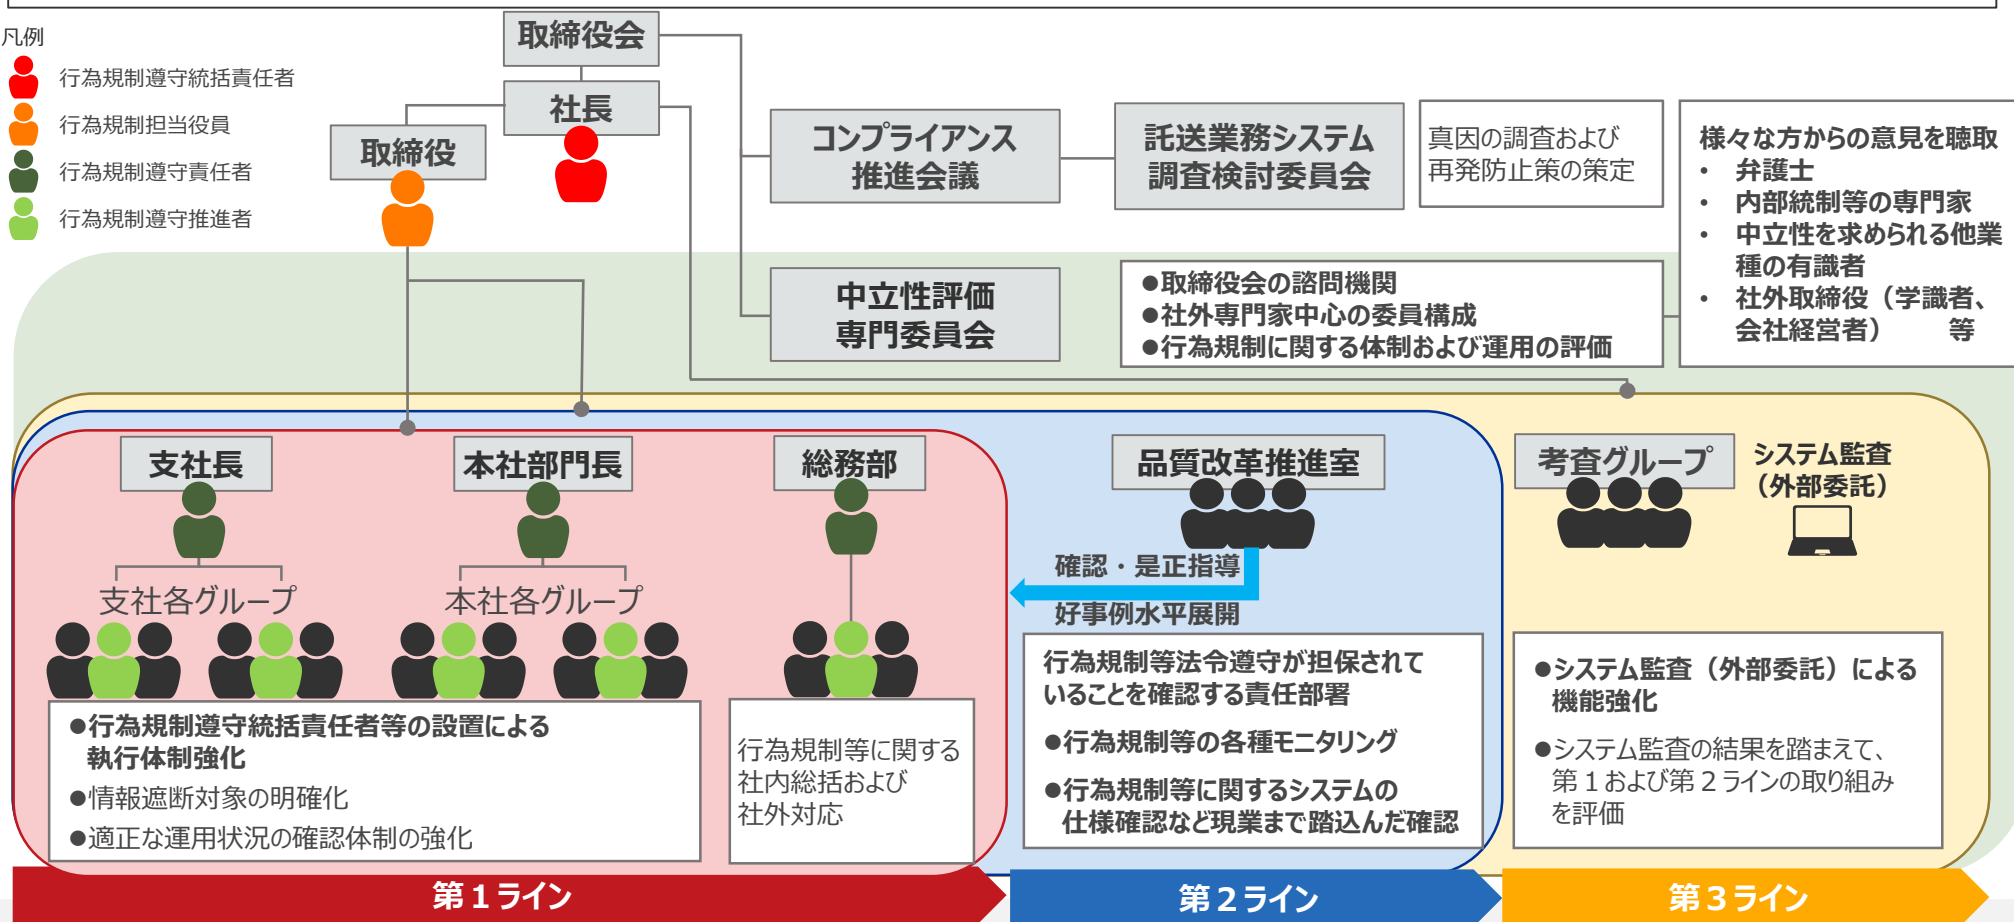 凡例
行為規制遵守統括責任者
行為規制担当役員
行為規制遵守責任者
行為規制遵守推進者
取締役会
社長
取締役
コンプライアンス
推進会議
託送業務システム
調査検討委員会
真因の調査および
再発防止策の策定
様々な方からの意見を聴取
• 弁護士
• 内部統制等の専門家
• 中立性を求められる他業
種の有識者
• 社外取締役（学識者、
会社経営者）　　等
中立性評価
専門委員会
●取締役会の諮問機関
●社外専門家中心の委員構成
●行為規制に関する体制および運用の評価
支社長
本社部門長
総務部
品質改革推進室
考査グループ
システム監査
（外部委託）
確認・是正指導
好事例水平展開
支社各グループ
本社各グループ
●行為規制遵守統括責任者等の設置による
執行体制強化
●情報遮断対象の明確化
●適正な運用状況の確認体制の強化
行為規制等に関する
社内総括および
社外対応
行為規制等法令遵守が担保されて
いることを確認する責任部署
●行為規制等の各種モニタリング
●行為規制等に関するシステムの
仕様確認など現業まで踏込んだ確認
●システム監査（外部委託）による
機能強化
●システム監査の結果を踏まえて、
第１および第２ラインの取り組み
を評価
第１ライン
第２ライン
第３ライン